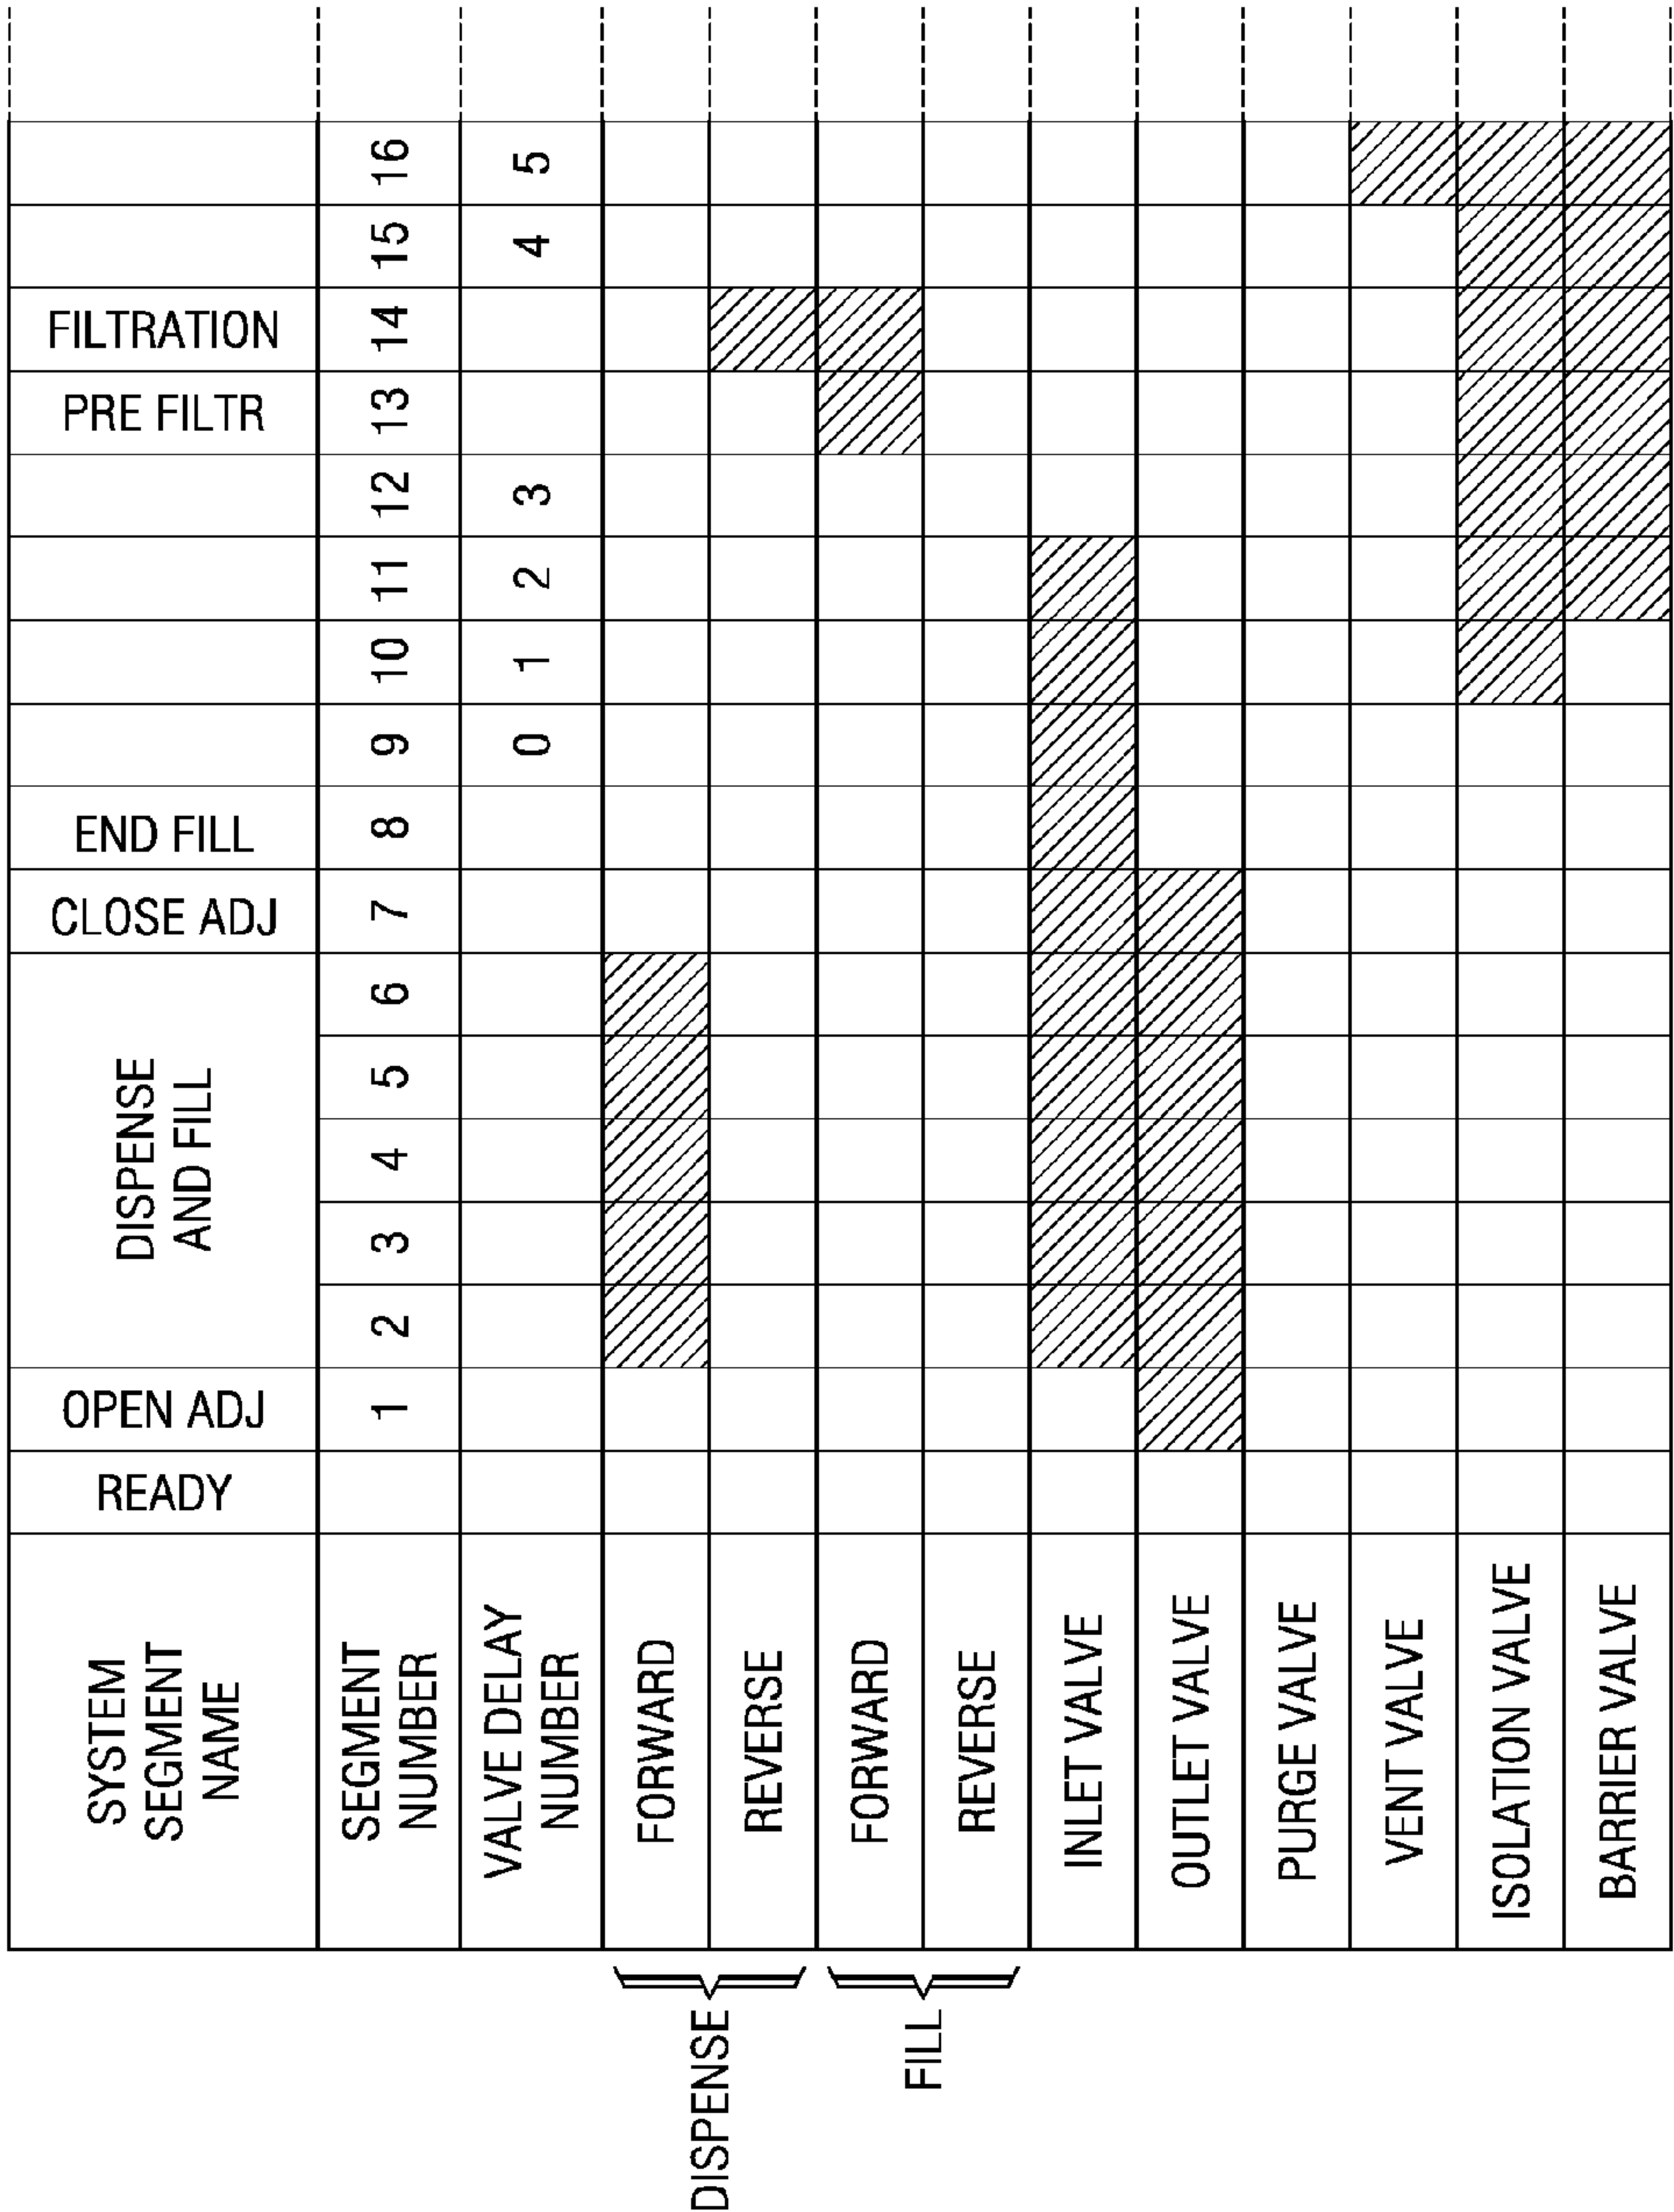 SYSTEM
SEGMENT
NAME
READY
OPEN ADJ
DISPENSE
AND FILL
CLOSE ADJ
END FILL
PRE FILTR
FILTRATION
SEGMENT
NUMBER
1 2 3 4 5 6 7 8 9 10 11 12 13 14 15 16
VALVE DELAY
NUMBER
0 1 2 3 4 5
DISPENSE
FORWARD
REVERSE
FILL
FORWARD
REVERSE
INLET VALVE
OUTLET VALVE
PURGE VALVE
VENT VALVE
ISOLATION VALVE
BARRIER VALVE